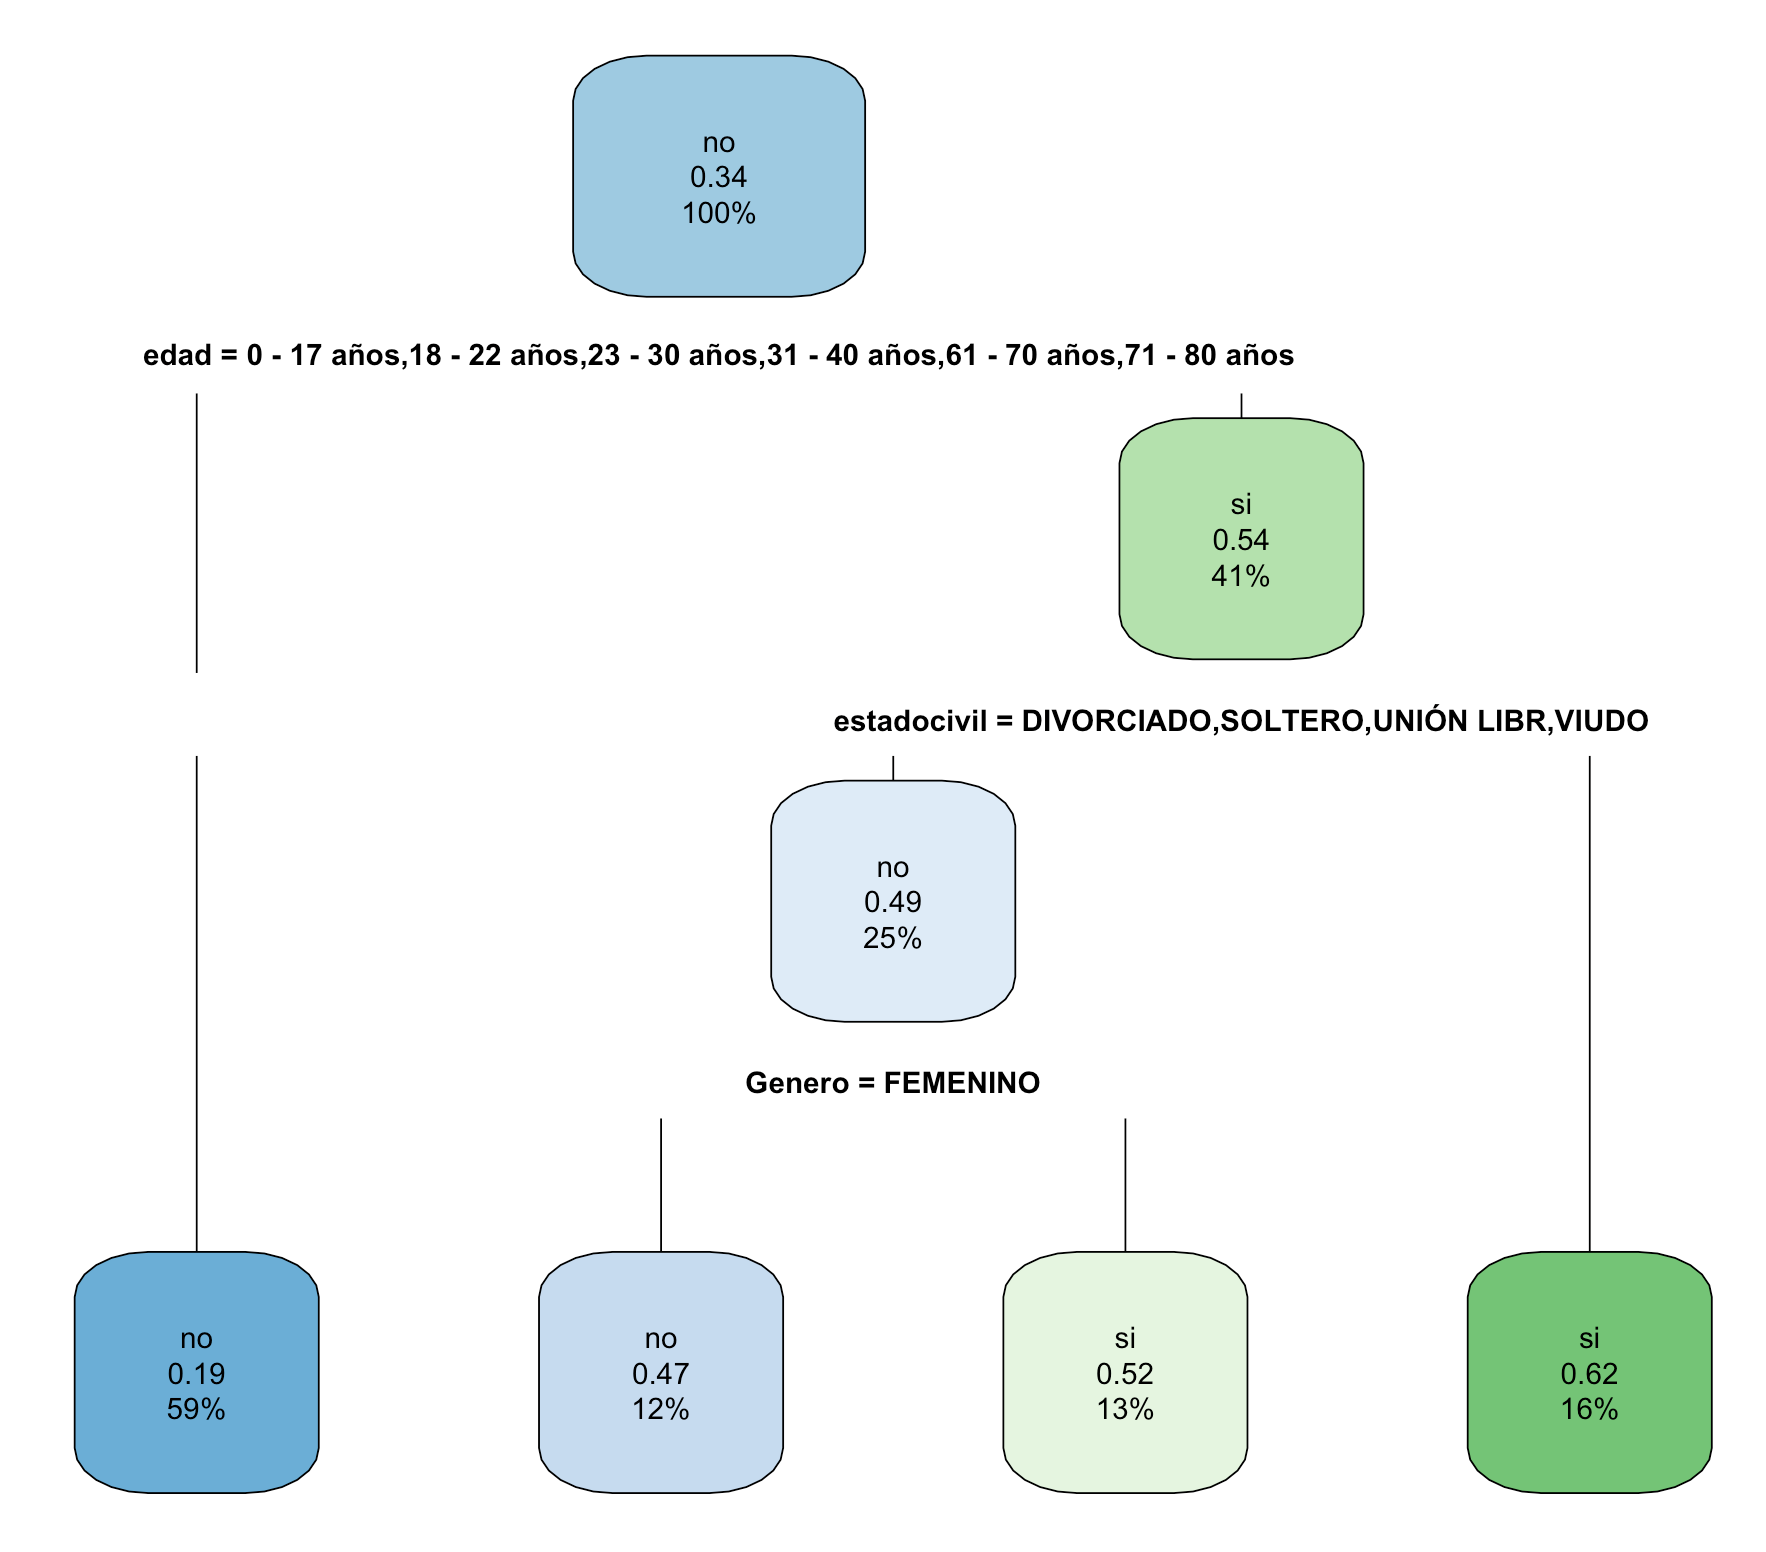 no
0.34
100%
edad = 0 - 17 años,18 - 22 años,23 - 30 años,31 - 40 años,61 - 70 años,71 - 80 años
si
0.54
41%
estadocivil = DIVORCIADO,SOLTERO,UNIÓN LIBR,VIUDO
no
0.49
25%
Genero = FEMENINO
no
0.19
59%
no
0.47
12%
si
0.52
13%
si
0.62
16%